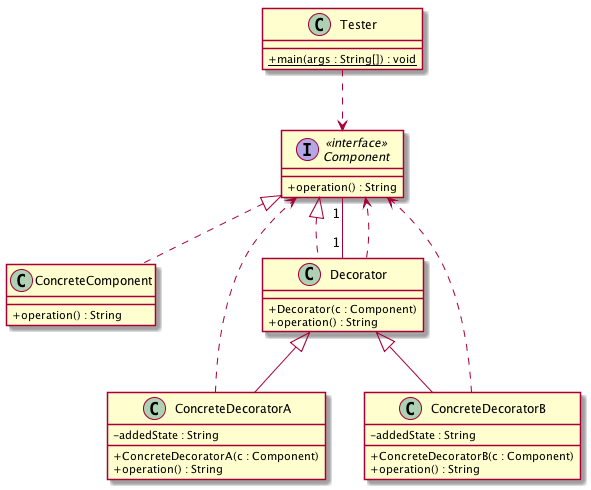 C Tester
+main(args : String[]) : void
I «interface»
Component
+operation() : String
1
1
C ConcreteComponent
+operation() : String
C Decorator
+Decorator(c : Component)
+operation() : String
C ConcreteDecoratorA
−addedState : String
+ConcreteDecoratorA(c : Component)
+operation() : String
C ConcreteDecoratorB
−addedState : String
+ConcreteDecoratorB(c : Component)
+operation() : String